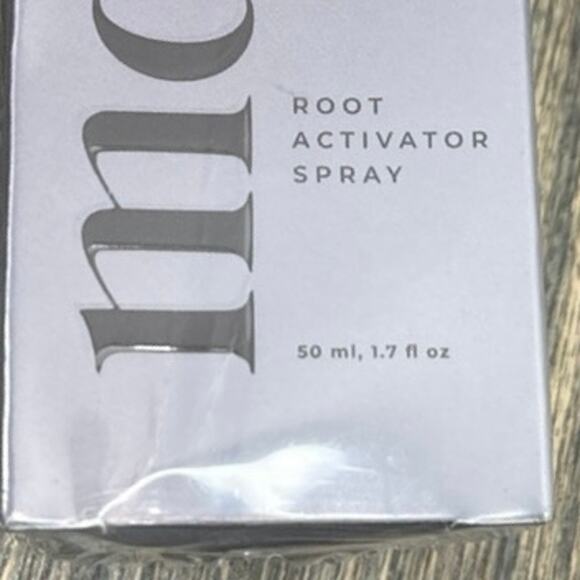 ROOT
ACTIVATOR
SPRAY
50 ml, 1.7 fl oz